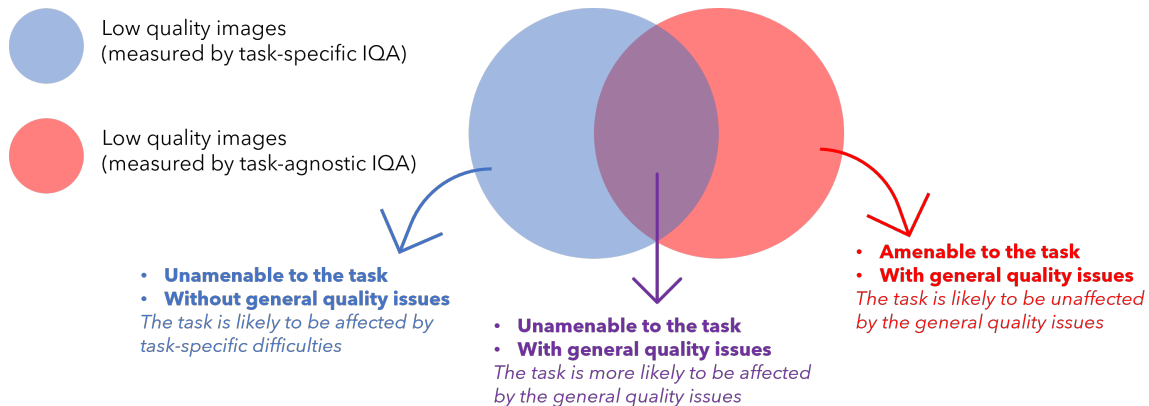 Low quality images
(measured by task-specific IQA)
Low quality images
(measured by task-agnostic IQA)
• Unamenable to the task
• Without general quality issues
The task is likely to be affected by
task-specific difficulties
• Unamenable to the task
• With general quality issues
The task is more likely to be affected
by the general quality issues
• Amenable to the task
• With general quality issues
The task is likely to be unaffected
by the general quality issues